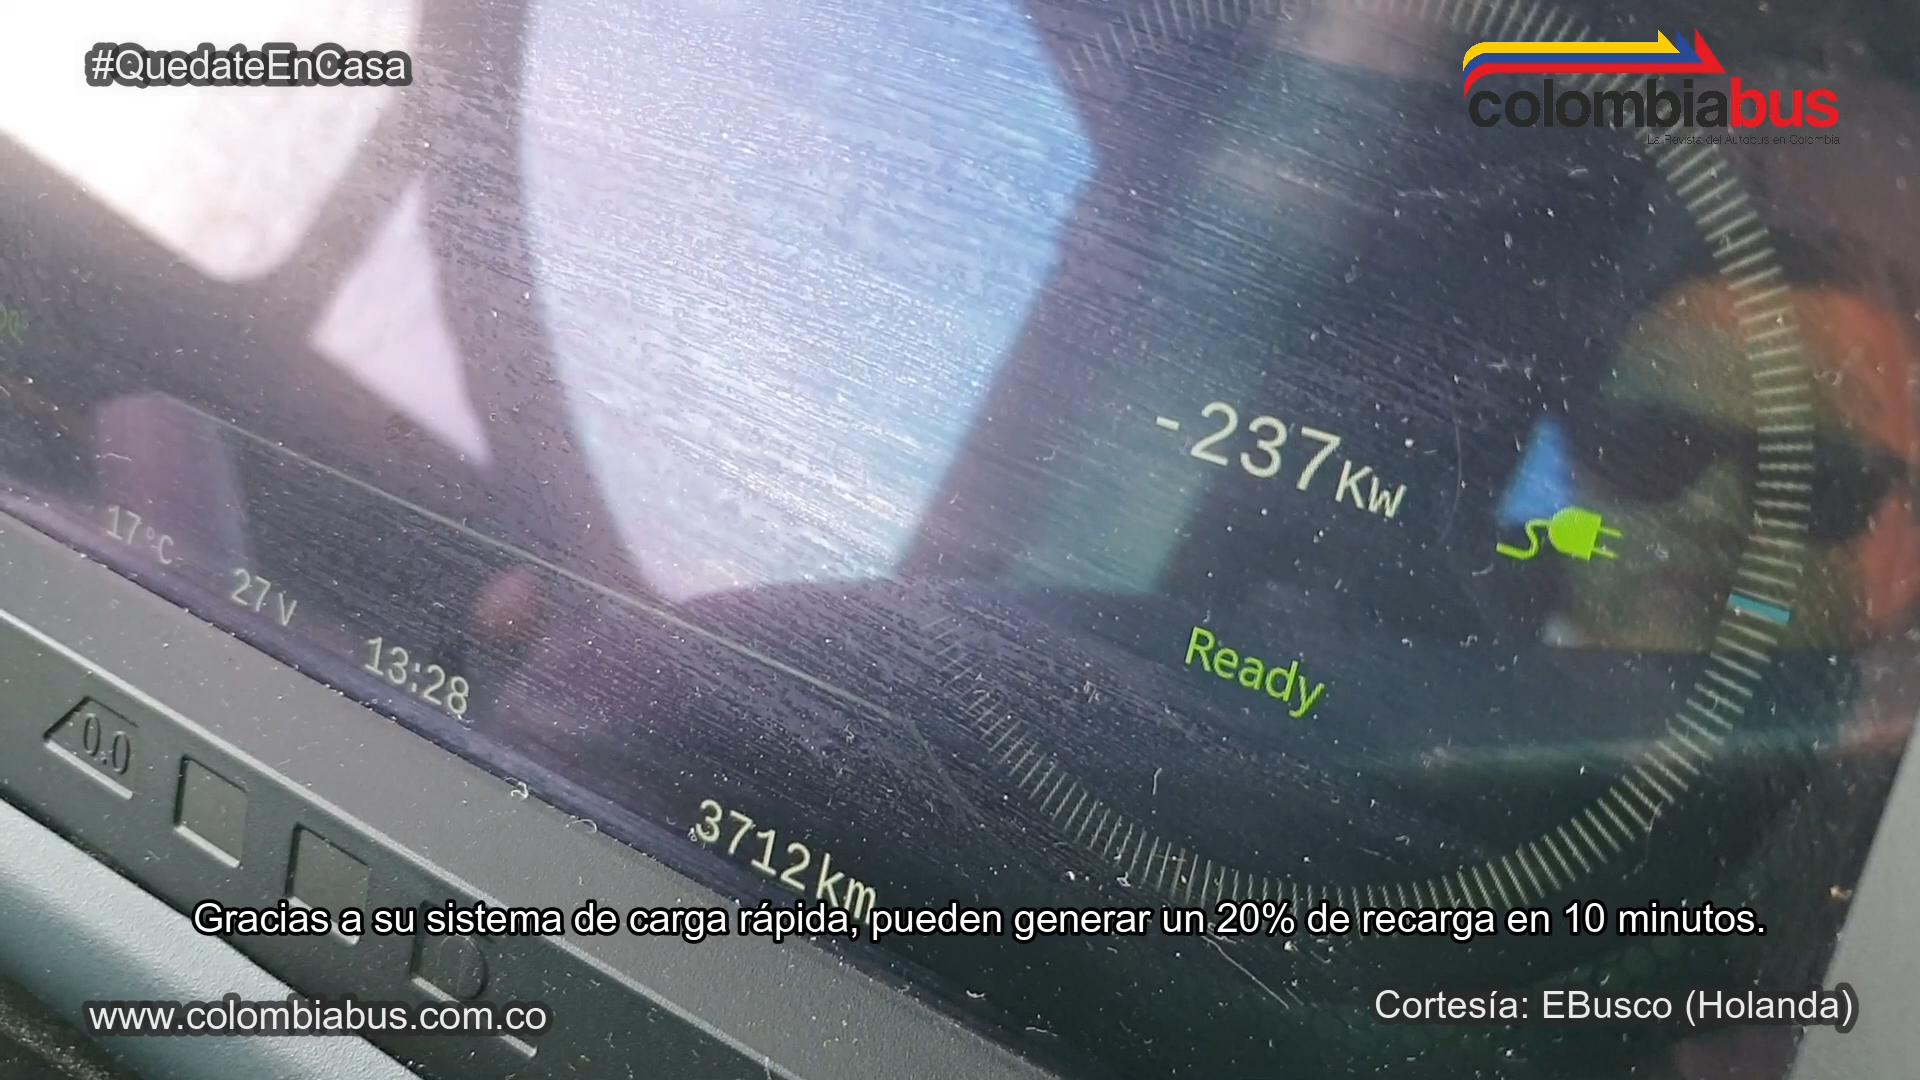 #QuedateEnCasa
colombiabus
La Revista del Autobus en Colombia
-237KW
Ready
17°C
27V
13:28
3712km
0.0
Gracias a su sistema de carga rápida, pueden generar un 20% de recarga en 10 minutos.
www.colombiabus.com.co
Cortesía: EBusco (Holanda)